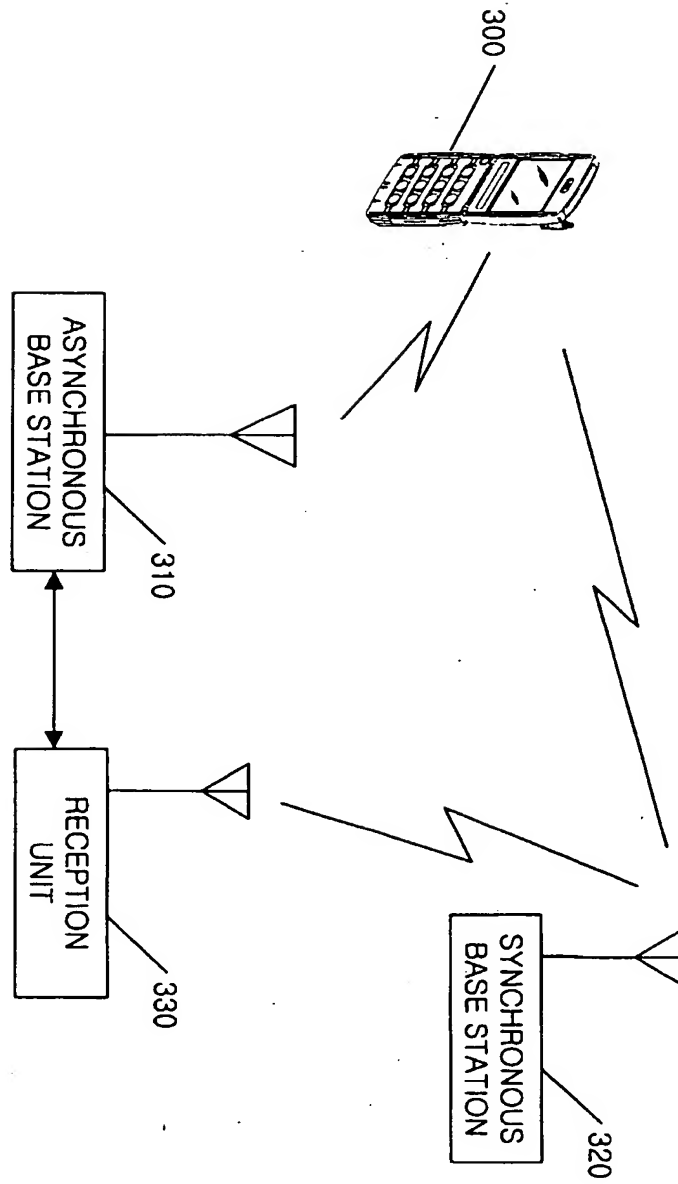 300
ASYNCHRONOUS
BASE STATION
310
RECEPTION
UNIT
330
SYNCHRONOUS
BASE STATION
320